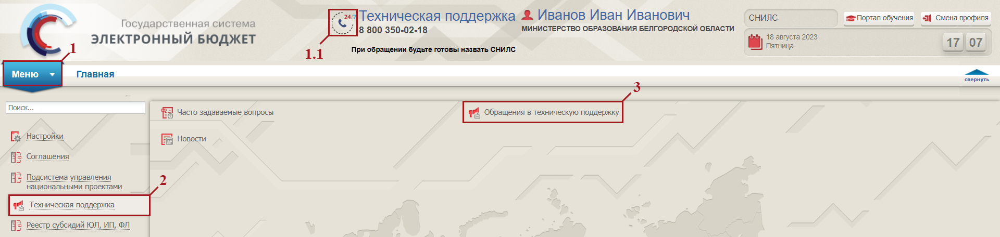 Государственная система
ЭЛЕКТРОННЫЙ БЮДЖЕТ
24/7
Техническая поддержка
8 800 350-02-18
1.1
При обращении будьте готовы назвать СНИЛС
Иванов Иван Иванович
МИНИСТЕРСТВО ОБРАЗОВАНИЯ БЕЛГОРОДСКОЙ ОБЛАСТИ
СНИЛС
Портал обучения
Смена профиля
18 августа 2023
Пятница
17 07
1
Меню
Главная
свернуть
3
Поиск...
Часто задаваемые вопросы
Обращения в техническую поддержку
Новости
Настройки
Соглашения
Подсистема управления
национальными проектами
2
Техническая поддержка
Реестр субсидий ЮЛ, ИП, ФЛ